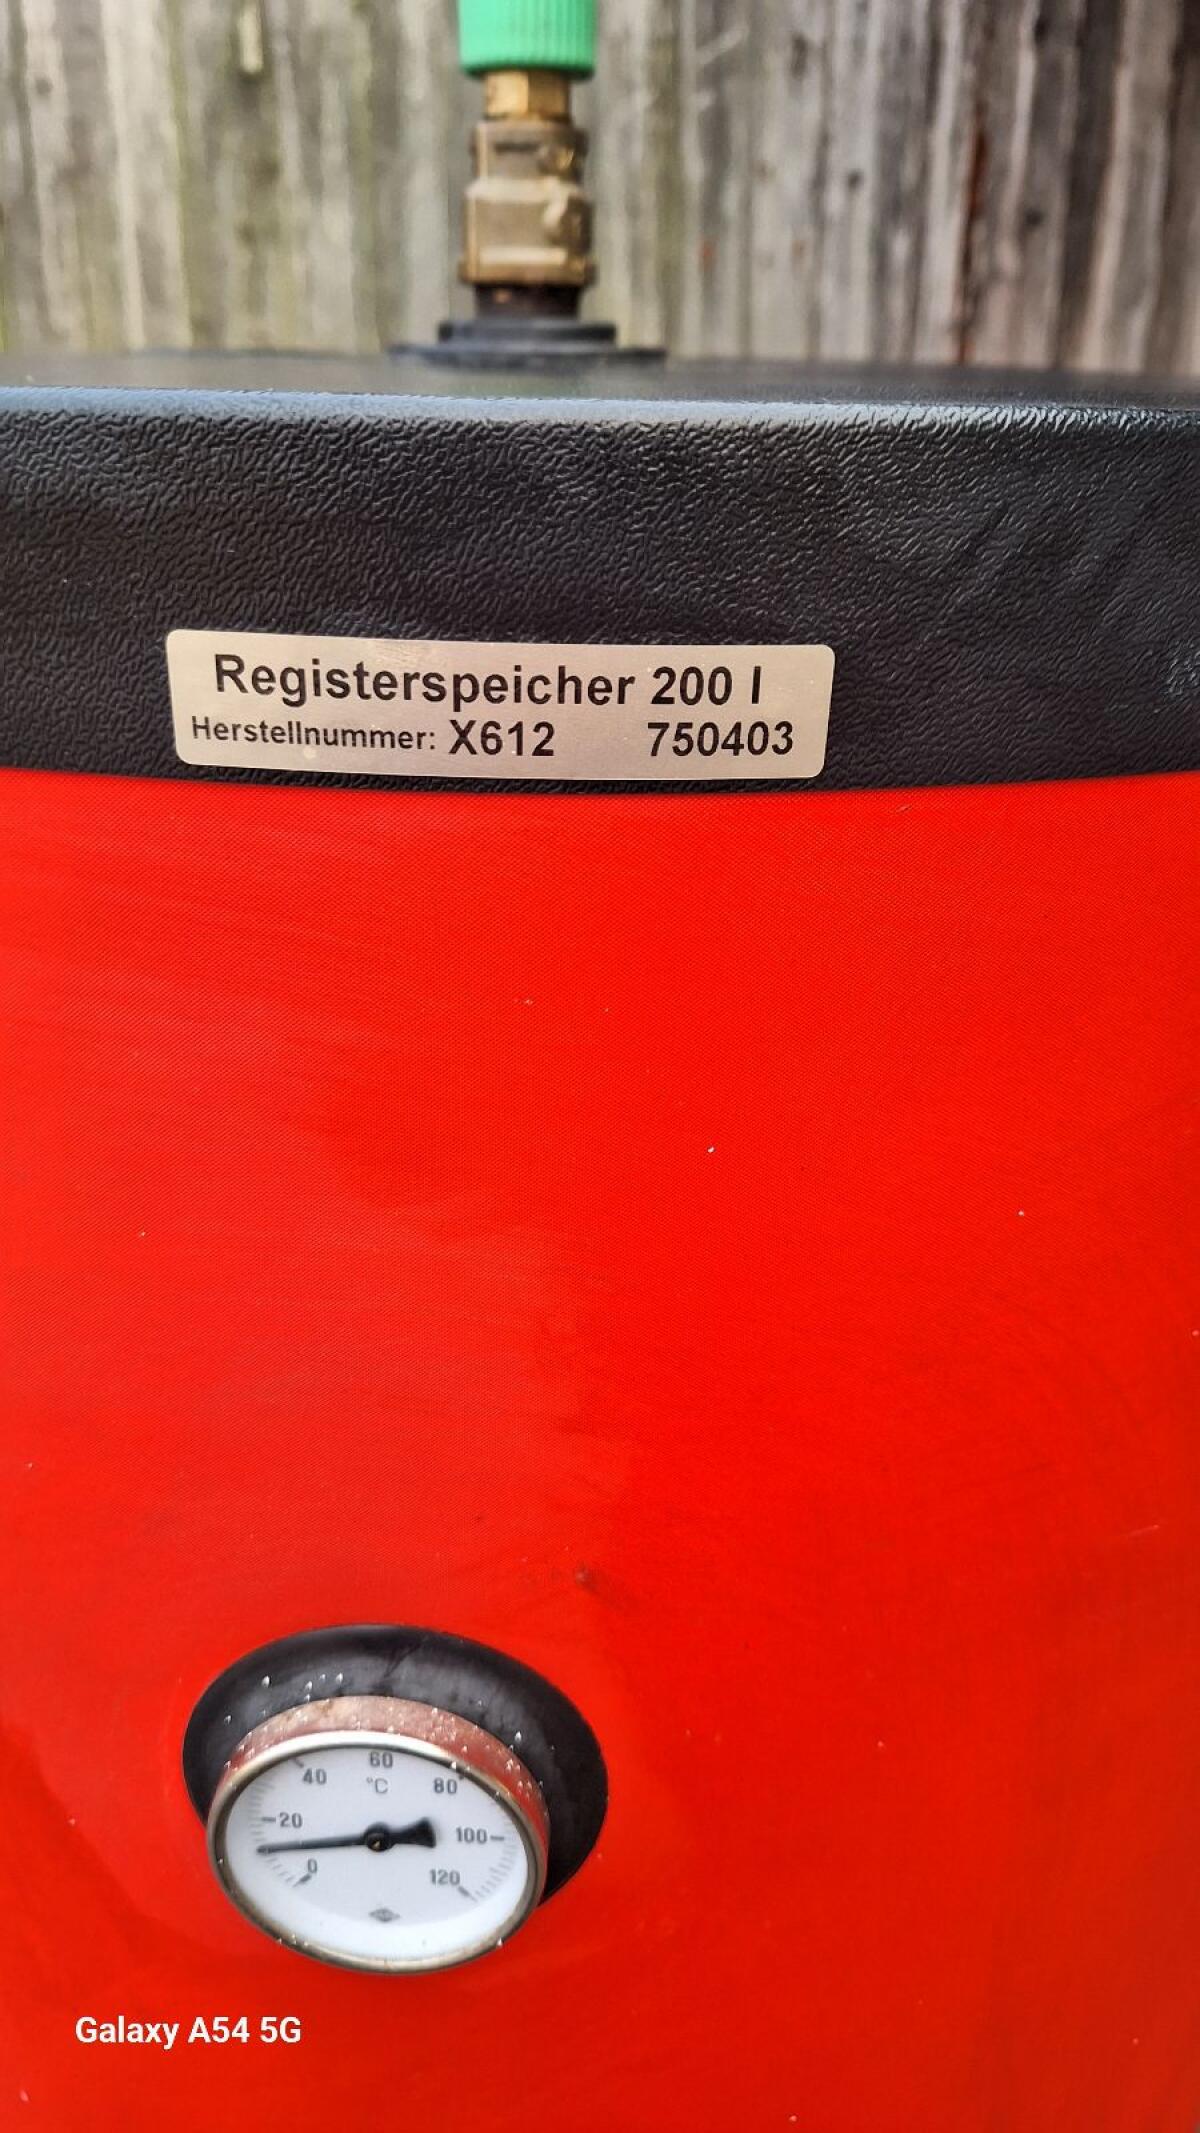 Registerspeicher 200 l
Herstellnummer: X612 750403
60
40 °C 80
20 100
0 120
Galaxy A54 5G